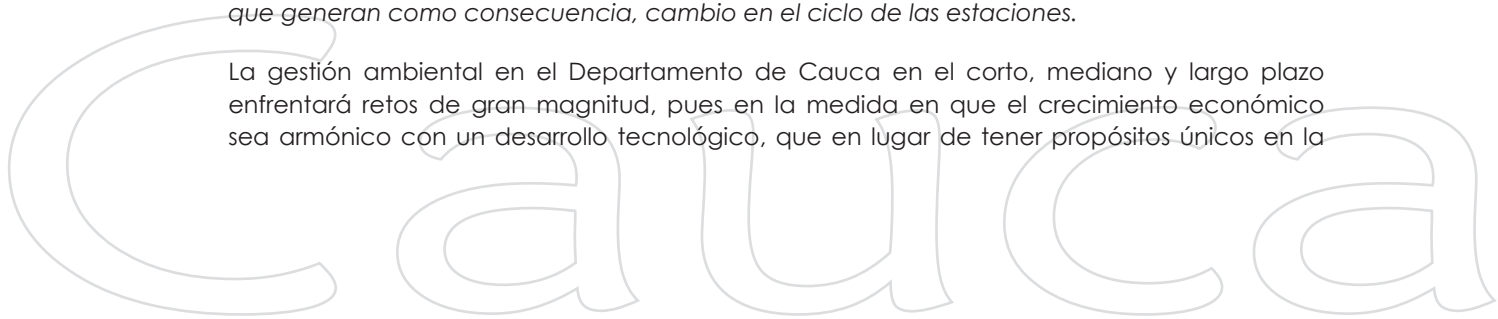 que generan como consecuencia, cambio en el ciclo de las estaciones.
La gestión ambiental en el Departamento de Cauca en el corto, mediano y largo plazo
enfrentará retos de gran magnitud, pues en la medida en que el crecimiento económico
sea armónico con un desarrollo tecnológico, que en lugar de tener propósitos únicos en la
Cauca